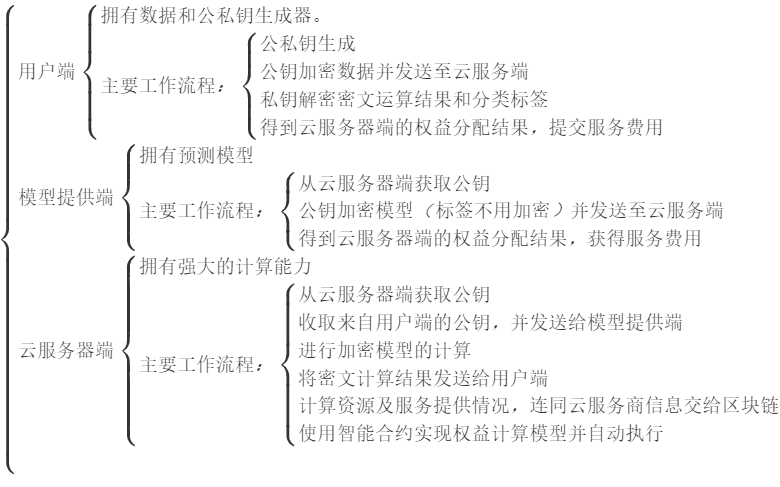 拥有数据和公私钥生成器。
用户端
主要工作流程：
公私钥生成
公钥加密数据并发送至云服务端
私钥解密密文运算结果和分类标签
得到云服务器端的权益分配结果，提交服务费用
拥有预测模型
模型提供端
主要工作流程：
从云服务器端获取公钥
公钥加密模型（标签不用加密）并发送至云服务端
得到云服务器端的权益分配结果，获得服务费用
拥有强大的计算能力
云服务器端
主要工作流程：
从云服务器端获取公钥
收取来自用户端的公钥，并发送给模型提供端
进行加密模型的计算
将密文计算结果发送给用户端
计算资源及服务提供情况，连同云服务商信息交给区块链
使用智能合约实现权益计算模型并自动执行